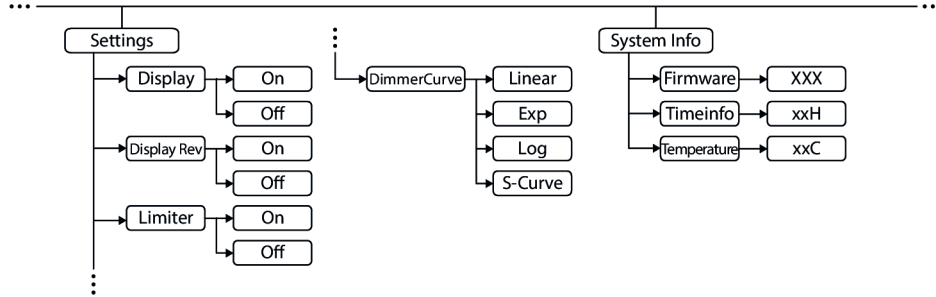 Settings
Display
On
Off
Display Rev
On
Off
Limiter
On
Off
DimmerCurve
Linear
Exp
Log
S-Curve
System Info
Firmware
XXX
Timeinfo
xxH
Temperature
xxC